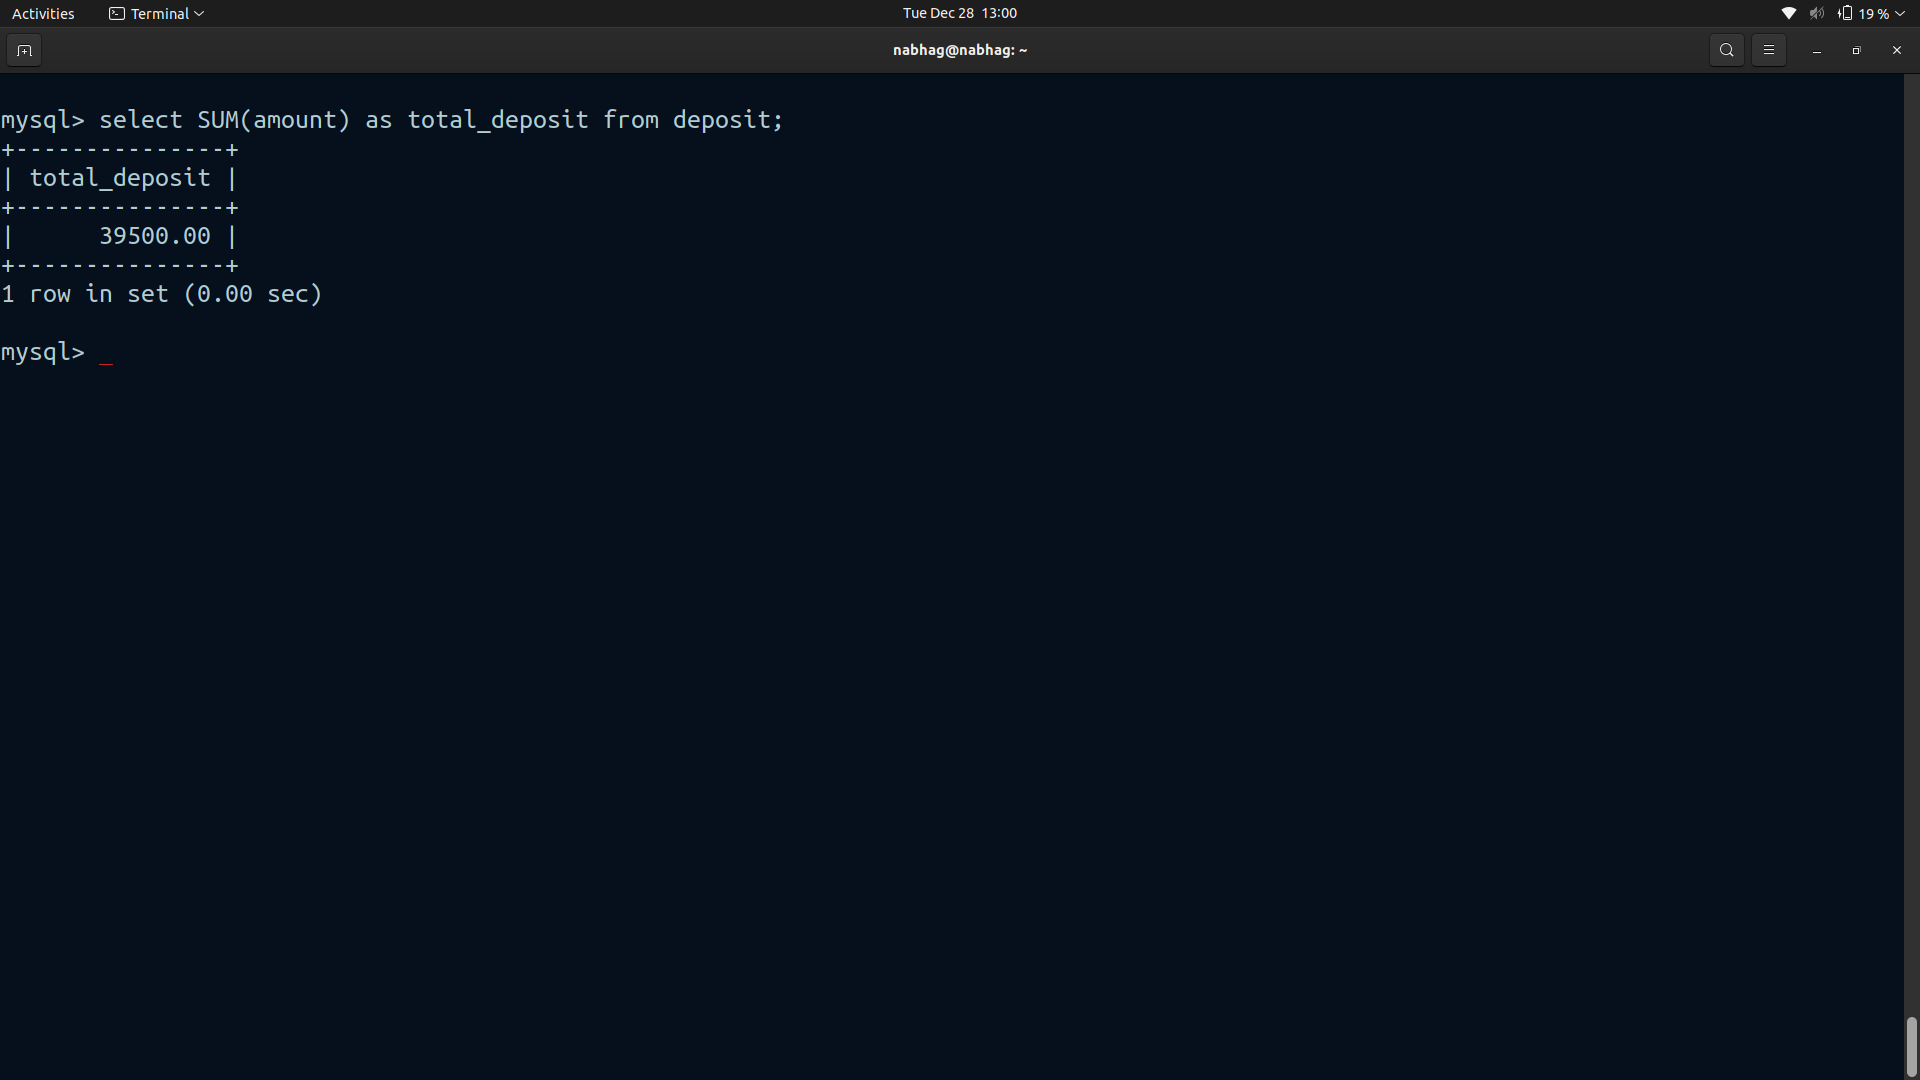 Activities Terminal Tue Dec 28 13:00 19 %
nabhag@nabhag: ~
mysql> select SUM(amount) as total_deposit from deposit;
+---------------+
| total_deposit |
+---------------+
|      39500.00 |
+---------------+
1 row in set (0.00 sec)
mysql> _